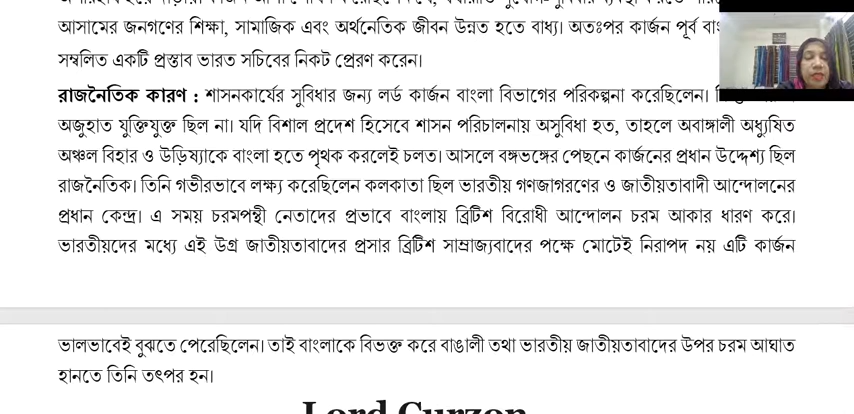 আসামের জনগণের শিক্ষা, সামাজিক এবং অর্থনেতিক জীবন উন্নত হতে বাধ্য। অতঃপর কার্জন পূর্ব
সম্বলিত একটি প্রস্তাব ভারত সচিবের নিকট প্রেরণ করেন।
রাজনৈতিক কারণ : শাসনকার্যের সুবিধার জন্য লর্ড কার্জন বাংলা বিভাগের পরিকল্পনা করেছিলেন।
অজুহাত যুক্তিযুক্ত ছিল না। যদি বিশাল প্রদেশ হিসেবে শাসন পরিচালনায় অসুবিধা হত, তাহলে অবাঙ্গালী অধ্যুষিত
অঞ্চল বিহার ও উড়িষ্যাকে বাংলা হতে পৃথক করলেই চলত। আসলে বঙ্গভঙ্গের পেছনে কার্জনের প্রধান উদ্দেশ্য ছিল
রাজনৈতিক। তিনি গভীরভাবে লক্ষ্য করেছিলেন কলকাতা ছিল ভারতীয় গণজাগরণের ও জাতীয়তাবাদী আন্দোলনের
প্রধান কেন্দ্র। এ সময় চরমপন্থী নেতাদের প্রভাবে বাংলায় ব্রিটিশ বিরোধী আন্দোলন চরম আকার ধারণ করে।
ভারতীয়দের মধ্যে এই উগ্র জাতীয়তাবাদের প্রসার ব্রিটিশ সাম্রাজ্যবাদের পক্ষে মোটেই নিরাপদ নয় এটি কার্জন
ভালভাবেই বুঝতে পেরেছিলেন। তাই বাংলাকে বিভক্ত করে বাঙালী তথা ভারতীয় জাতীয়তাবাদের উপর চরম আঘাত
হানতে তিনি তৎপর হন।
Lord Curzon